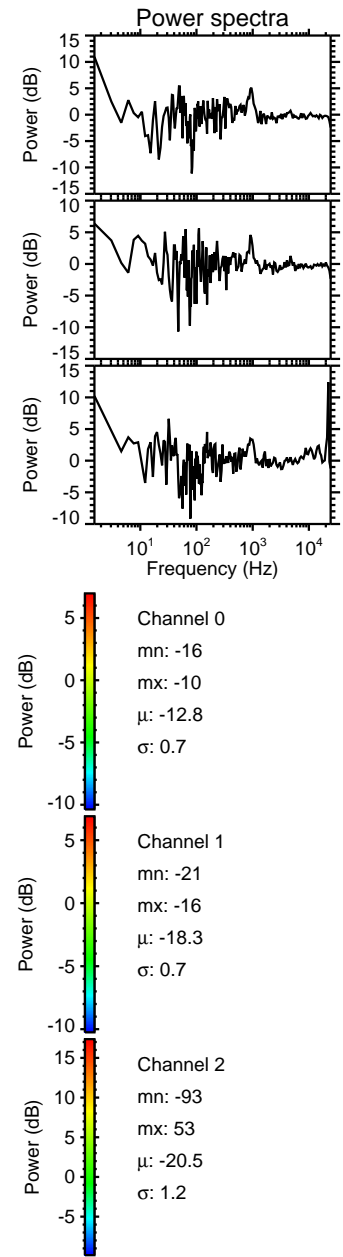 Power spectra
15
10
5
0
-5
-10
-15
Power (dB)
10
5
0
-5
-10
-15
Power (dB)
15
10
5
0
-5
-10
Power (dB)
10^1 10^2 10^3 10^4
Frequency (Hz)
5
0
-5
-10
Power (dB)
Channel 0
mn: -16
mx: -10
μ: -12.8
σ: 0.7
5
0
-5
-10
Power (dB)
Channel 1
mn: -21
mx: -16
μ: -18.3
σ: 0.7
15
10
5
0
-5
Power (dB)
Channel 2
mn: -93
mx: 53
μ: -20.5
σ: 1.2